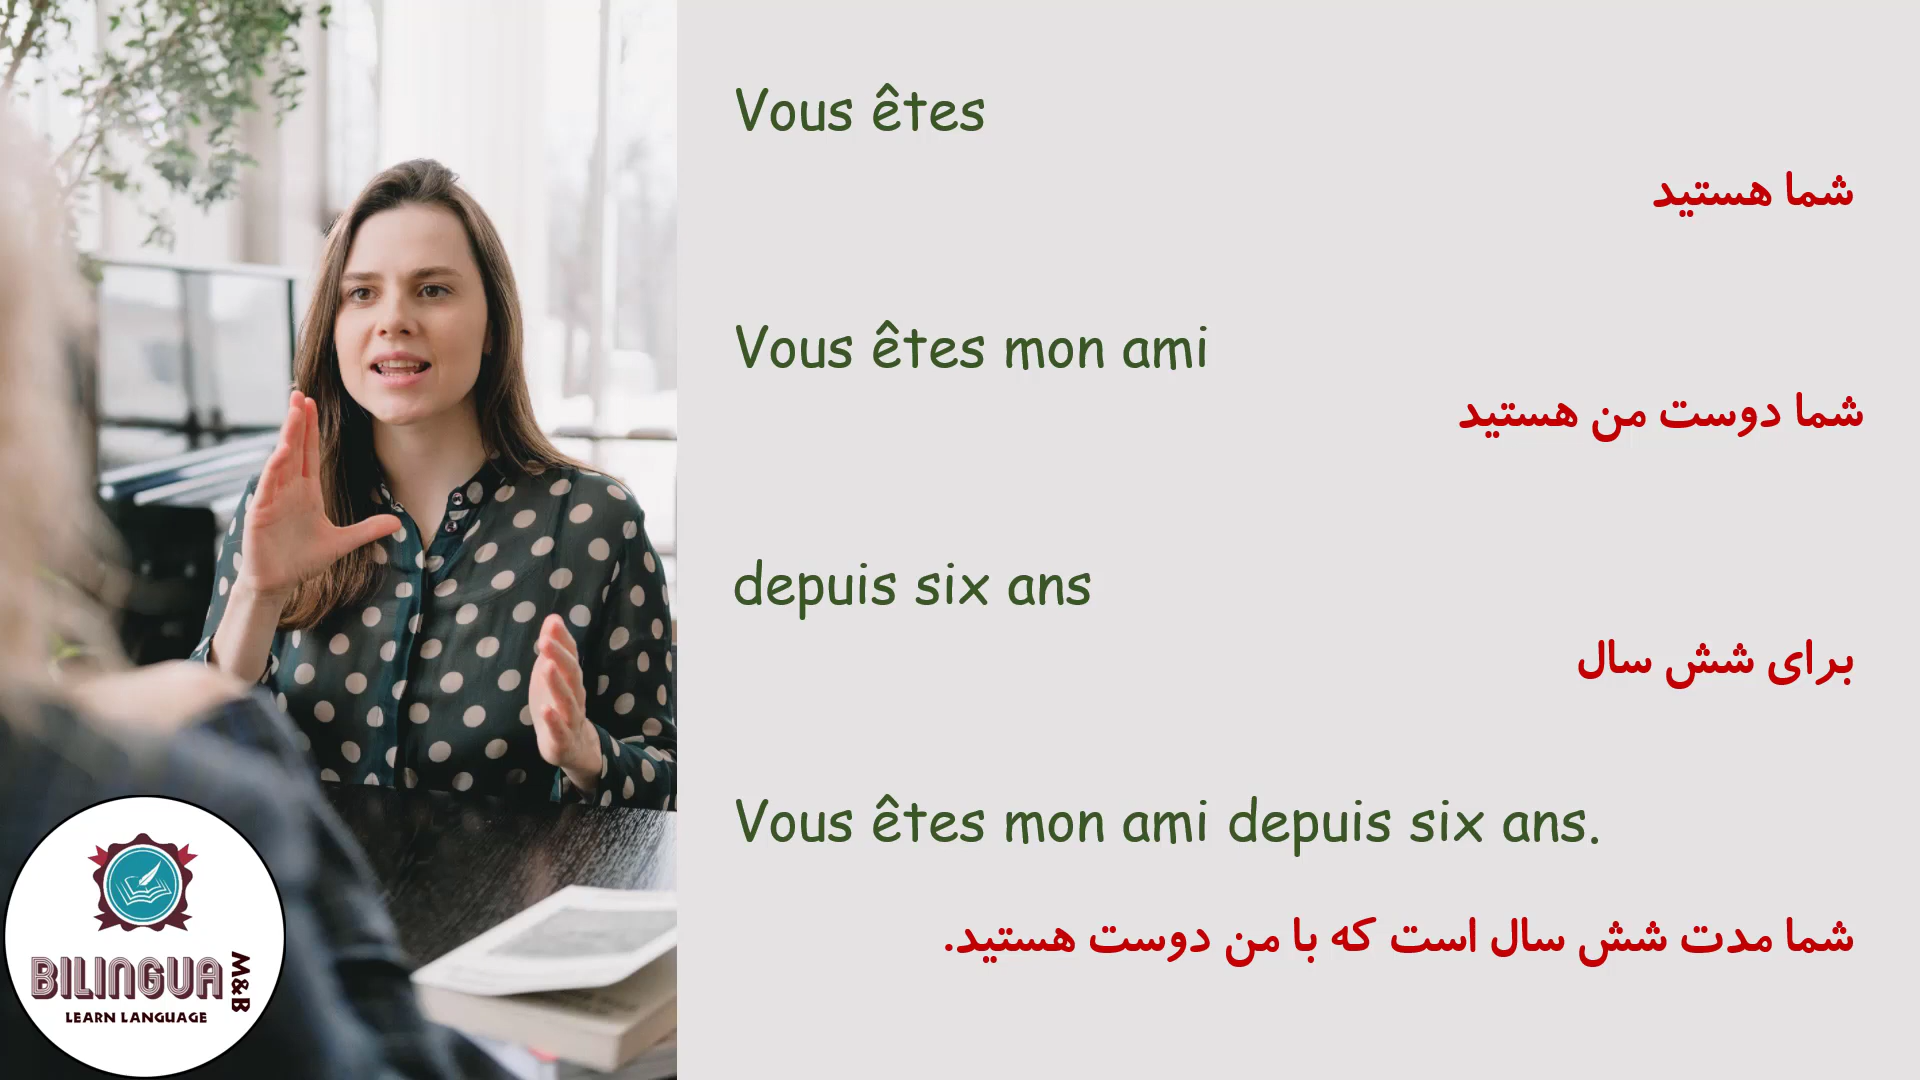 Vous êtes
شما هستید
Vous êtes mon ami
شما دوست من هستید
depuis six ans
برای شش سال
Vous êtes mon ami depuis six ans.
شما مدت شش سال است که با من دوست هستید.
BILINGUA
M&B
LEARN LANGUAGE